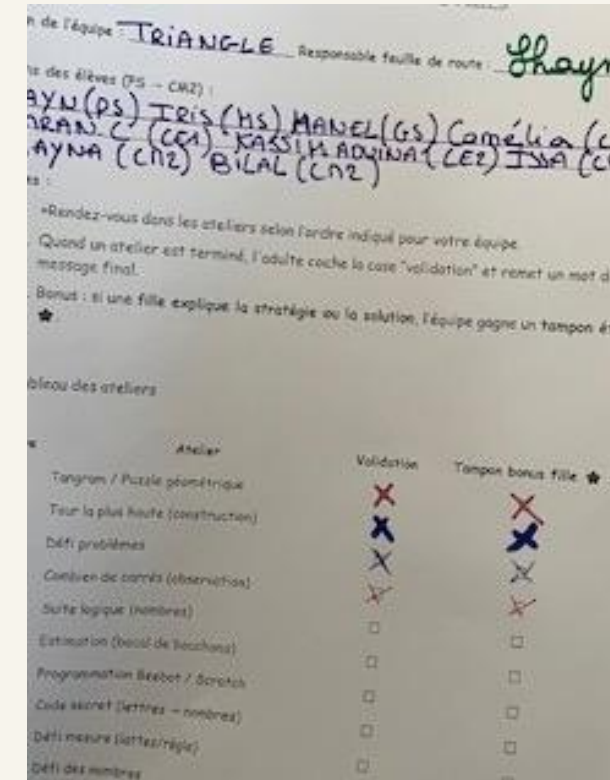 n de l'équipe : TRIANGLE Responsable feuille de route : Shayn
ns des élèves (PS - CM2) :
AYN (PS) IRIS (MS) MANEL (GS) Camélia (C
MRAN C (CE1) KASSIM ADVINA (CE2) ISSA (C
AYNA (CM2) BILAL (CM2)
es :
•Rendez-vous dans les ateliers selon l'ordre indiqué pour votre équipe.
Quand un atelier est terminé, l'adulte coche la case "validation" et remet un mot d
message final.
Bonus : si une fille explique la stratégie ou la solution, l'équipe gagne un tampon ét
bleau des ateliers
Atelier Validation Tampon bonus fille
Tangram / Puzzle géométrique
Tour la plus haute (construction)
Défi problèmes
Combien de carrés (observation)
Suite logique (nombres)
Estimation (bocal de bouchons)
Programmation Beebot / Scratch
Code secret (lettres → nombres)
Défi mesure (lattes/règle)
Défi des nombres